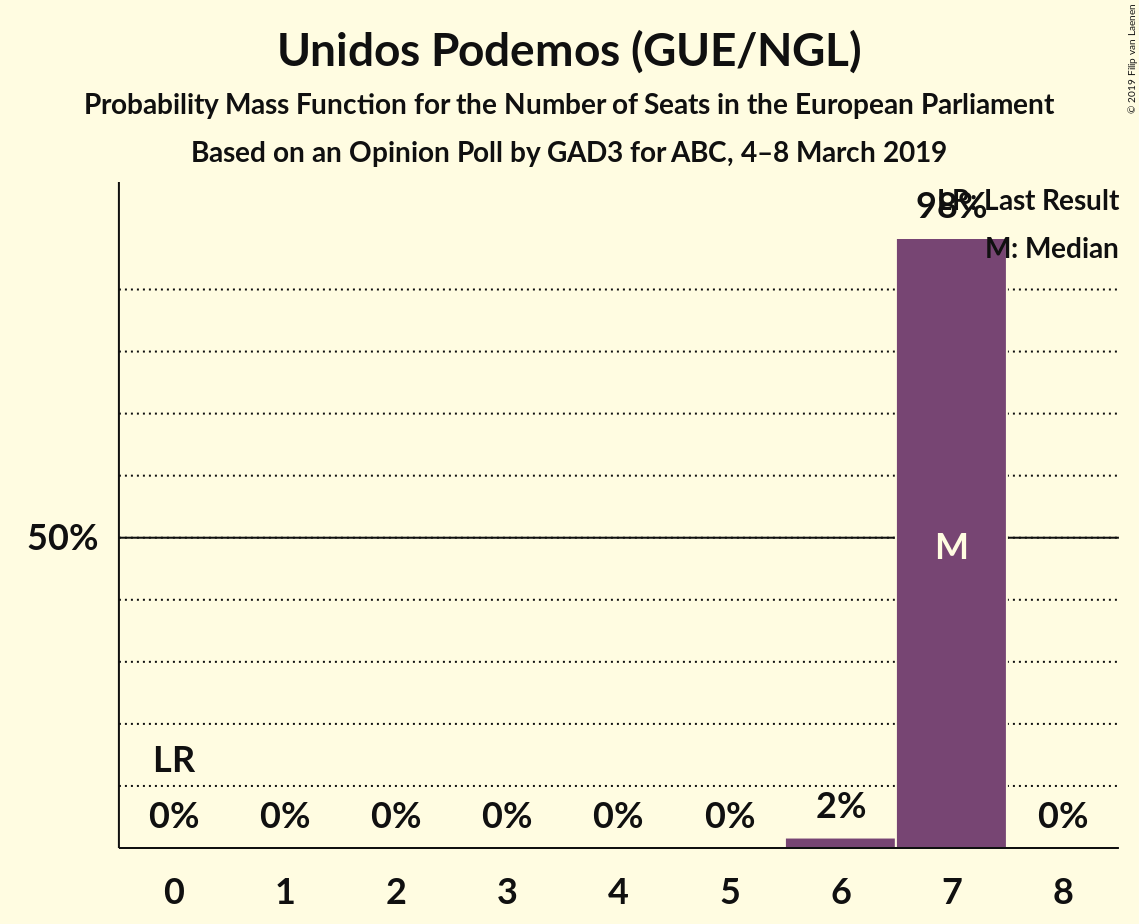 Unidos Podemos (GUE/NGL)
Probability Mass Function for the Number of Seats in the European Parliament
Based on an Opinion Poll by GAD3 for ABC, 4–8 March 2019
© 2019 Filip van Laenen
LR: Last Result
98%
M: Median
50%
M
LR
0% 0% 0% 0% 0% 0% 2% 0%
0 1 2 3 4 5 6 7 8